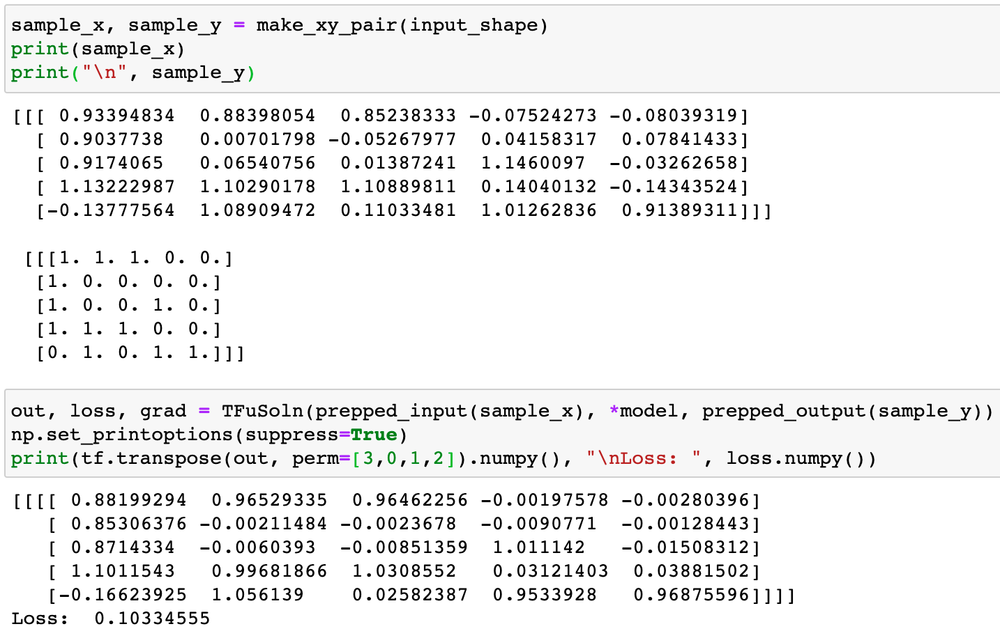 sample_x, sample_y = make_xy_pair(input_shape)
print(sample_x)
print("\n", sample_y)
[[[ 0.93394834  0.88398054  0.85238333 -0.07524273 -0.08039319]
  [ 0.9037738   0.00701798 -0.05267977  0.04158317  0.07841433]
  [ 0.9174065   0.06540756  0.01387241  1.1460097  -0.03262658]
  [ 1.13222987  1.10290178  1.10889811  0.14040132 -0.14343524]
  [-0.13777564  1.08909472  0.11033481  1.01262836  0.91389311]]]
 [[[1. 1. 1. 0. 0.]
  [1. 0. 0. 0. 0.]
  [1. 0. 0. 1. 0.]
  [1. 1. 1. 0. 0.]
  [0. 1. 0. 1. 1.]]]
out, loss, grad = TFuSoln(prepped_input(sample_x), *model, prepped_output(sample_y))
np.set_printoptions(suppress=True)
print(tf.transpose(out, perm=[3,0,1,2]).numpy(), "\nLoss: ", loss.numpy())
[[[[ 0.88199294  0.96529335  0.96462256 -0.00197578 -0.00280396]
   [ 0.85306376 -0.00211484 -0.0023678  -0.0090771  -0.00128443]
   [ 0.8714334  -0.0060393  -0.00851359  1.011142   -0.01508312]
   [ 1.1011543   0.99681866  1.0308552   0.03121403  0.03881502]
   [-0.16623925  1.056139    0.02582387  0.9533928   0.96875596]]]]
Loss:  0.10334555